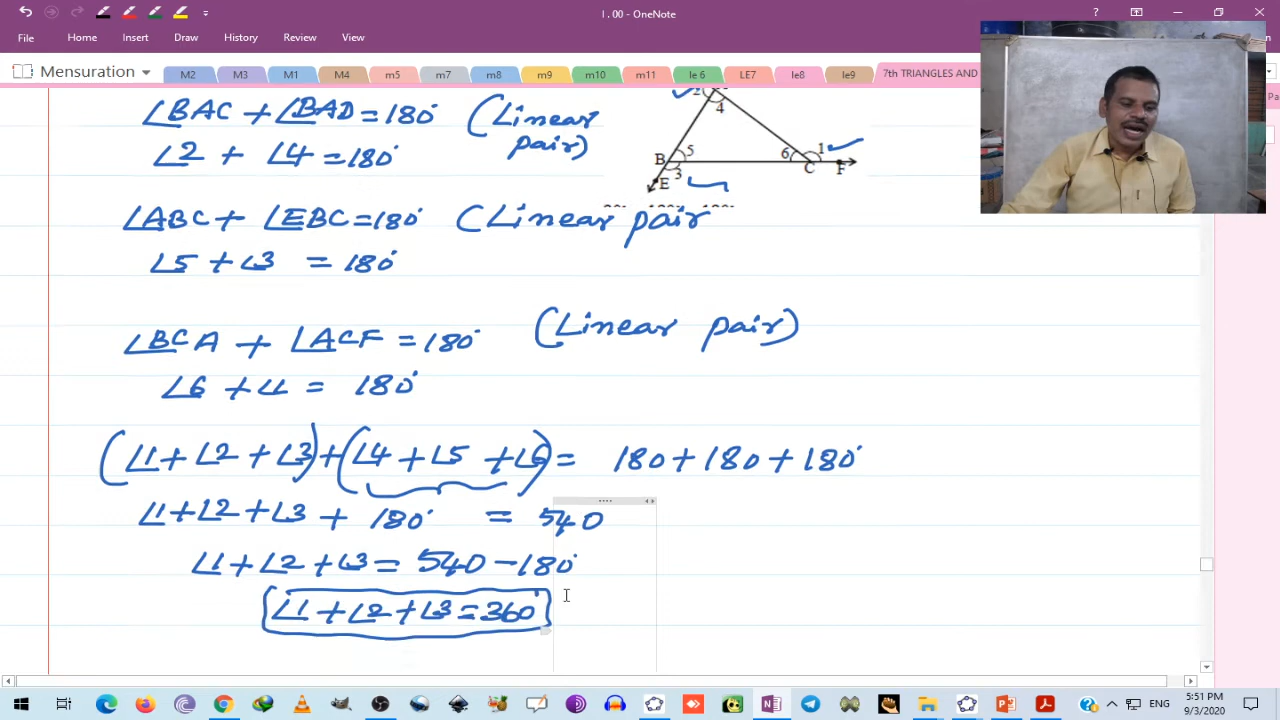 1.00 - OneNote
File Home Insert Draw History Review View
Mensuration M2 M3 M1 M4 m5 m7 m8 m9 m10 m11 le 6 LE7 le8 le9 7th TRIANGLES AND
∠BAC + ∠BAD = 180° (Linear pair)
∠2 + ∠4 = 180°
2 4
B 5 6 1 C F
E 3
∠ABC + ∠EBC = 180° (Linear pair
∠5 + ∠3 = 180°
∠BCA + ∠ACF = 180° (Linear pair)
∠6 + ∠1 = 180°
(∠1 + ∠2 + ∠3) + (∠4 + ∠5 + ∠6) = 180 + 180 + 180°
∠1 + ∠2 + ∠3 + 180° = 540
∠1 + ∠2 + ∠3 = 540 - 180°
∠1 + ∠2 + ∠3 = 360°
ENG
5:51 PM
9/3/2020